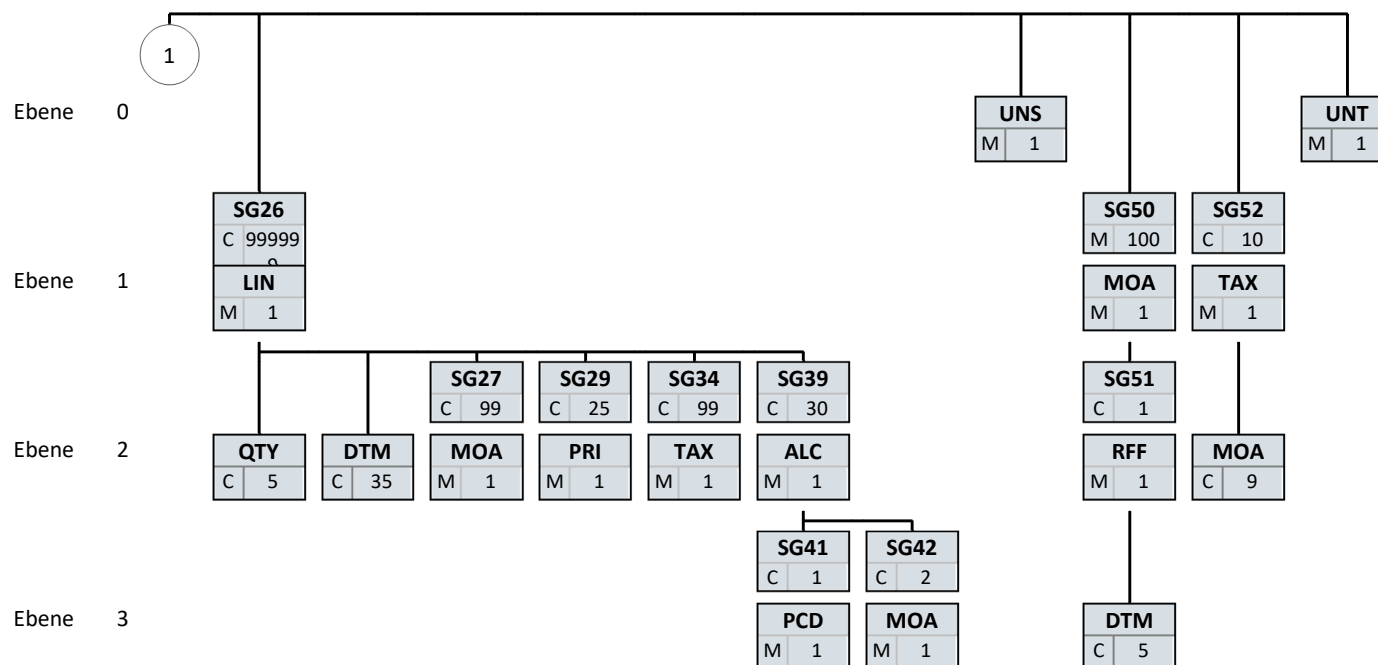 1
Ebene 0
UNS
M 1
UNT
M 1
SG26
C 99999
9
SG50
M 100
SG52
C 10
Ebene 1
LIN
M 1
MOA
M 1
TAX
M 1
SG27
C 99
SG29
C 25
SG34
C 99
SG39
C 30
SG51
C 1
Ebene 2
QTY
C 5
DTM
C 35
MOA
M 1
PRI
M 1
TAX
M 1
ALC
M 1
RFF
M 1
MOA
C 9
SG41
C 1
SG42
C 2
Ebene 3
PCD
M 1
MOA
M 1
DTM
C 5